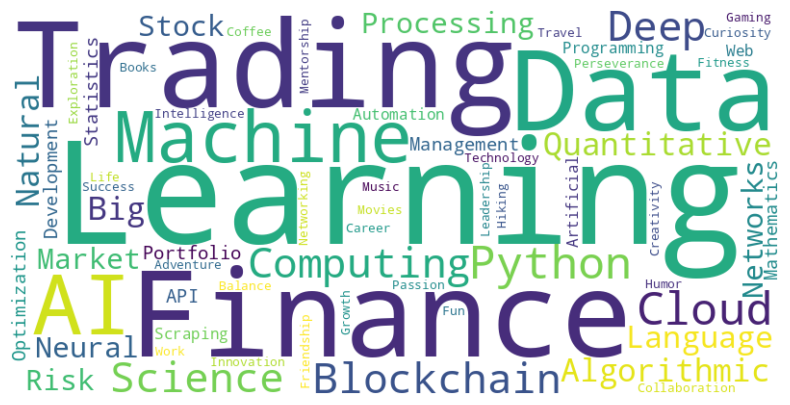 Trading
Stock
Coffee
Processing
Travel
Deep
Gaming
Curiosity
Books
Mentorship
Programming
Web
Perseverance
Fitness
Exploration
Statistics
Intelligence
Data
Natural
Development
Machine
Automation
Management
Quantitative
Technology
Learning
Life
Success
Big
Networking
Music
Movies
Career
Leadership
Hiking
Artificial
Creativity
Networks
Mathematics
Optimization
Market
Portfolio
Adventure
Computing
Python
AI
API
Finance
Balance
Passion
Humor
Growth
Fun
Cloud
Scraping
Neural
Work
Innovation
Friendship
Language
Risk
Science
Blockchain
Algorithmic
Collaboration